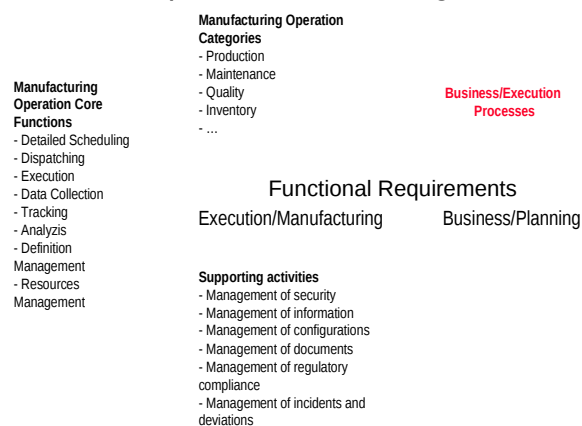 Manufacturing Operation
Categories
- Production
- Maintenance
- Quality
- Inventory
- ...
Manufacturing
Operation Core
Functions
- Detailed Scheduling
- Dispatching
- Execution
- Data Collection
- Tracking
- Analyzis
- Definition
Management
- Resources
Management
Business/Execution
Processes
Functional Requirements
Execution/Manufacturing
Business/Planning
Supporting activities
- Management of security
- Management of information
- Management of configurations
- Management of documents
- Management of regulatory
compliance
- Management of incidents and
deviations